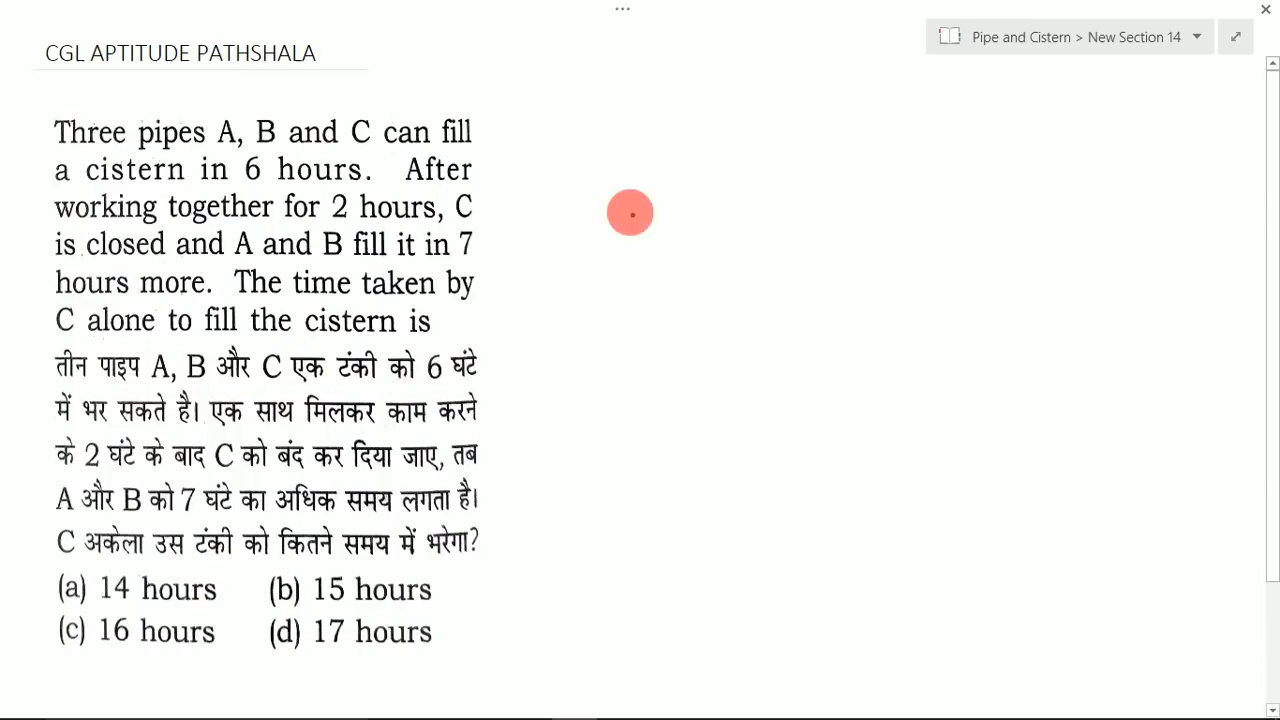 CGL APTITUDE PATHSHALA
Pipe and Cistern > New Section 14
Three pipes A, B and C can fill
a cistern in 6 hours. After
working together for 2 hours, C
is closed and A and B fill it in 7
hours more. The time taken by
C alone to fill the cistern is
तीन पाइप A, B और C एक टंकी को 6 घंटे
में भर सकते है। एक साथ मिलकर काम करने
के 2 घंटे के बाद C को बंद कर दिया जाए, तब
A और B को 7 घंटे का अधिक समय लगता है।
C अकेला उस टंकी को कितने समय में भरेगा?
(a) 14 hours (b) 15 hours
(c) 16 hours (d) 17 hours